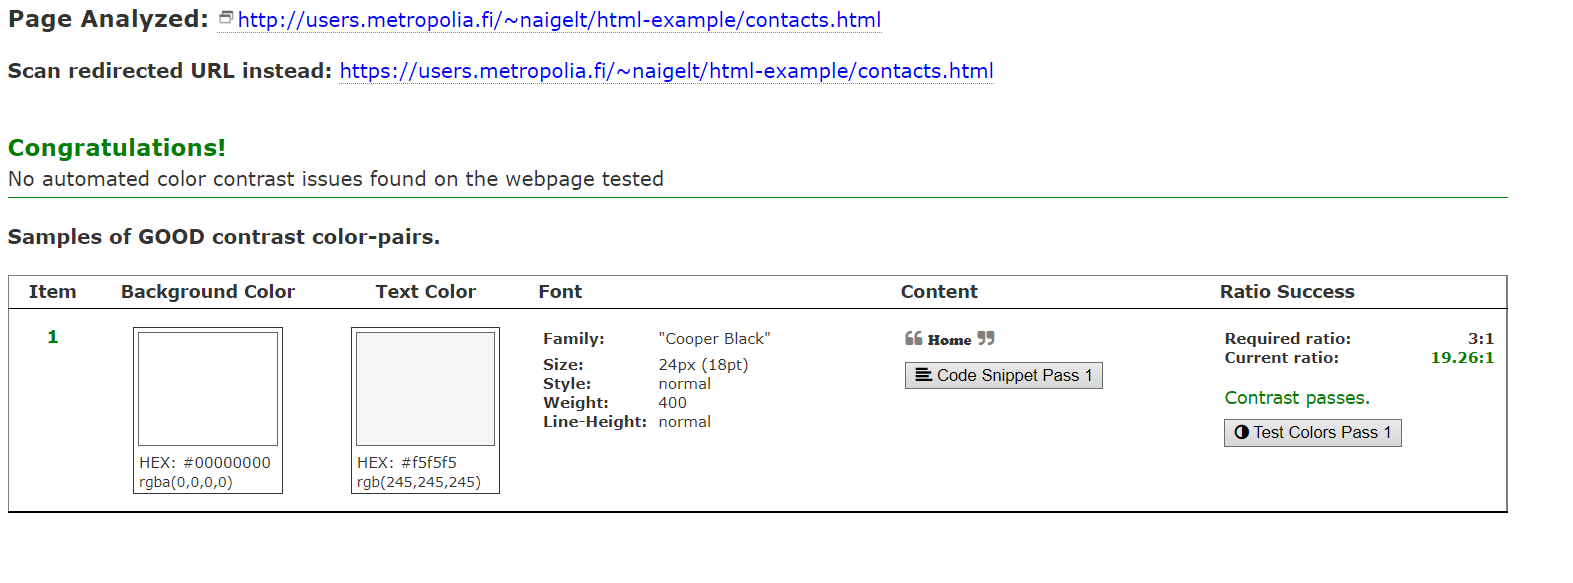 Page Analyzed: http://users.metropolia.fi/~naigelt/html-example/contacts.html
Scan redirected URL instead: https://users.metropolia.fi/~naigelt/html-example/contacts.html
Congratulations!
No automated color contrast issues found on the webpage tested
Samples of GOOD contrast color-pairs.
Item Background Color Text Color Font Content Ratio Success
1
HEX: #00000000
rgba(0,0,0,0)
HEX: #f5f5f5
rgb(245,245,245)
Family: "Cooper Black"
Size: 24px (18pt)
Style: normal
Weight: 400
Line-Height: normal
❝ Home ❞
Code Snippet Pass 1
Required ratio: 3:1
Current ratio: 19.26:1
Contrast passes.
Test Colors Pass 1